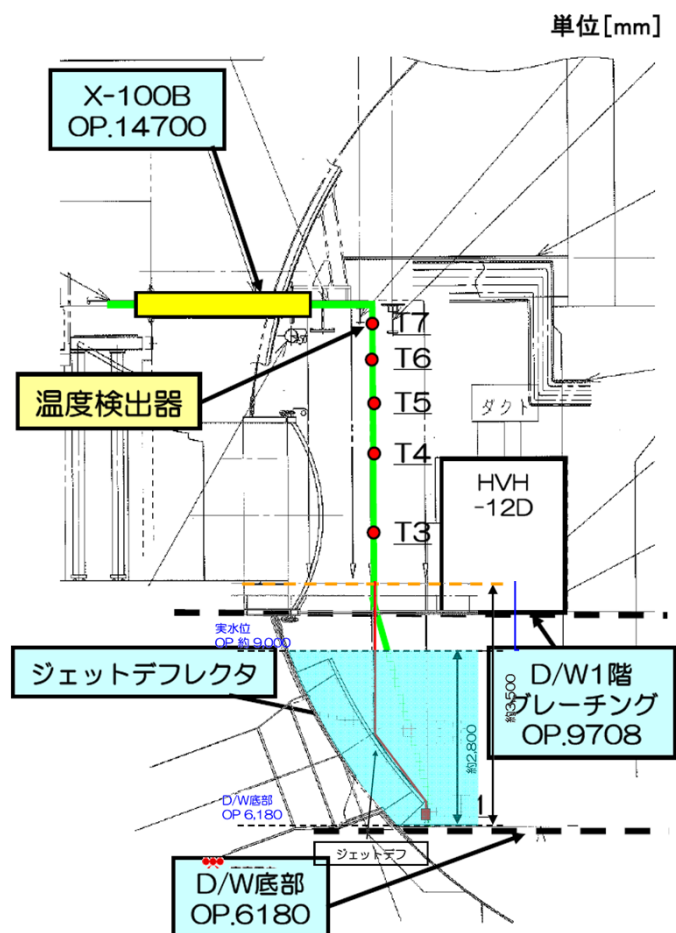 単位[mm]
X-100B
OP.14700
T7
T6
温度検出器
T5
ダクト
T4
HVH
-12D
T3
実水位
OP 約 9,000
ジェットデフレクタ
D/W1階
グレーチング
OP.9708
約3,500
約2,800
D/W底部
OP 6,180
1
ジェットデフ
D/W底部
OP.6180